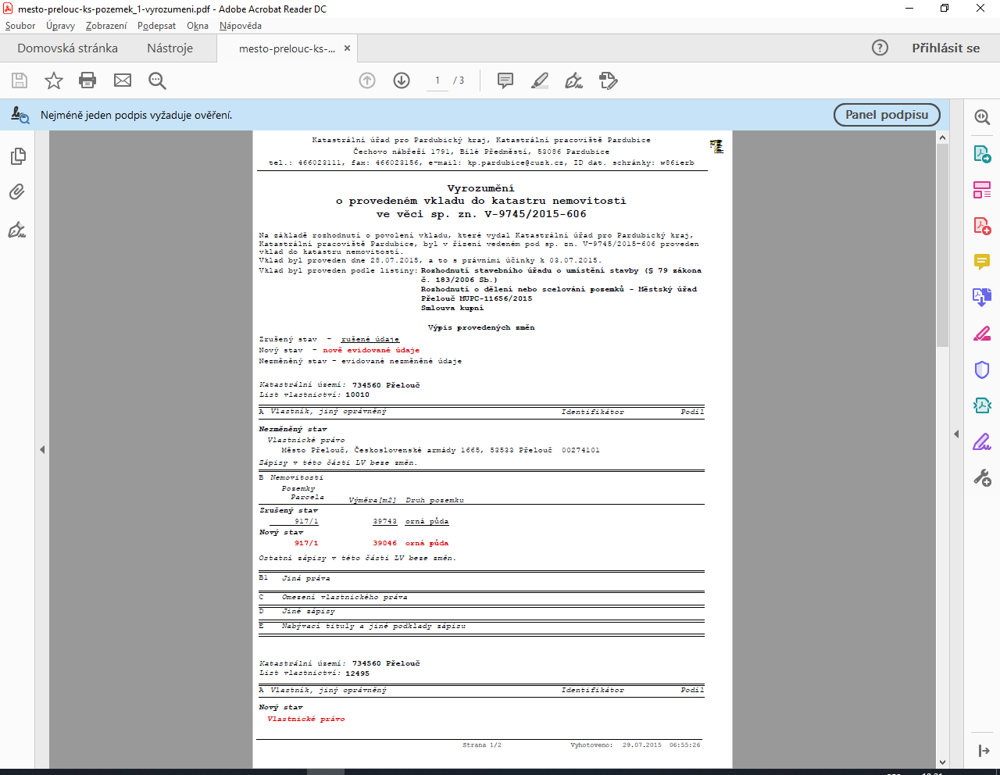 mesto-prelouc-ks-pozemek_1-vyrozumeni.pdf - Adobe Acrobat Reader DC
Soubor Úpravy Zobrazení Podepsat Okna Nápověda
Domovská stránka Nástroje mesto-prelouc-ks-... × Přihlásit se
1 / 3
Nejméně jeden podpis vyžaduje ověření. Panel podpisu
Katastrální úřad pro Pardubický kraj, Katastrální pracoviště Pardubice
Čechovo nábřeží 1791, Bílé Předměstí, 53086 Pardubice
tel.: 466023111, fax: 466023156, e-mail: kp.pardubice@cuzk.cz, ID dat. schránky: w86ierb
Vyrozumění
o provedeném vkladu do katastru nemovitostí
ve věci sp. zn. V-9745/2015-606
Na základě rozhodnutí o povolení vkladu, které vydal Katastrální úřad pro Pardubický kraj,
Katastrální pracoviště Pardubice, byl v řízení vedeném pod sp. zn. V-9745/2015-606 proveden
vklad do katastru nemovitostí.
Vklad byl proveden dne 28.07.2015, a to s právními účinky k 03.07.2015.
Vklad byl proveden podle listiny: Rozhodnutí stavebního úřadu o umístění stavby (§ 79 zákona
č. 183/2006 Sb.)
Rozhodnutí o dělení nebo scelování pozemků - Městský úřad
Přelouč MUPC-11656/2015
Smlouva kupní
Výpis provedených změn
Zrušený stav - rušené údaje
Nový stav - nově evidované údaje
Nezměněný stav - evidované nezměněné údaje
Katastrální území: 734560 Přelouč
List vlastnictví: 10010
A Vlastník, jiný oprávněný Identifikátor Podíl
Nezměněný stav
Vlastnické právo
Město Přelouč, Československé armády 1665, 53533 Přelouč 00274101
Zápisy v této části LV beze změn.
B Nemovitosti
Pozemky
Parcela Výměra[m2] Druh pozemku
Zrušený stav
917/1 39743 orná půda
Nový stav
917/1 39046 orná půda
Ostatní zápisy v této části LV beze změn.
B1 Jiná práva
C Omezení vlastnického práva
D Jiné zápisy
E Nabývací tituly a jiné podklady zápisu
Katastrální území: 734560 Přelouč
List vlastnictví: 12495
A Vlastník, jiný oprávněný Identifikátor Podíl
Nový stav
Vlastnické právo
Strana 1/2 Vyhotoveno: 29.07.2015 06:55:26